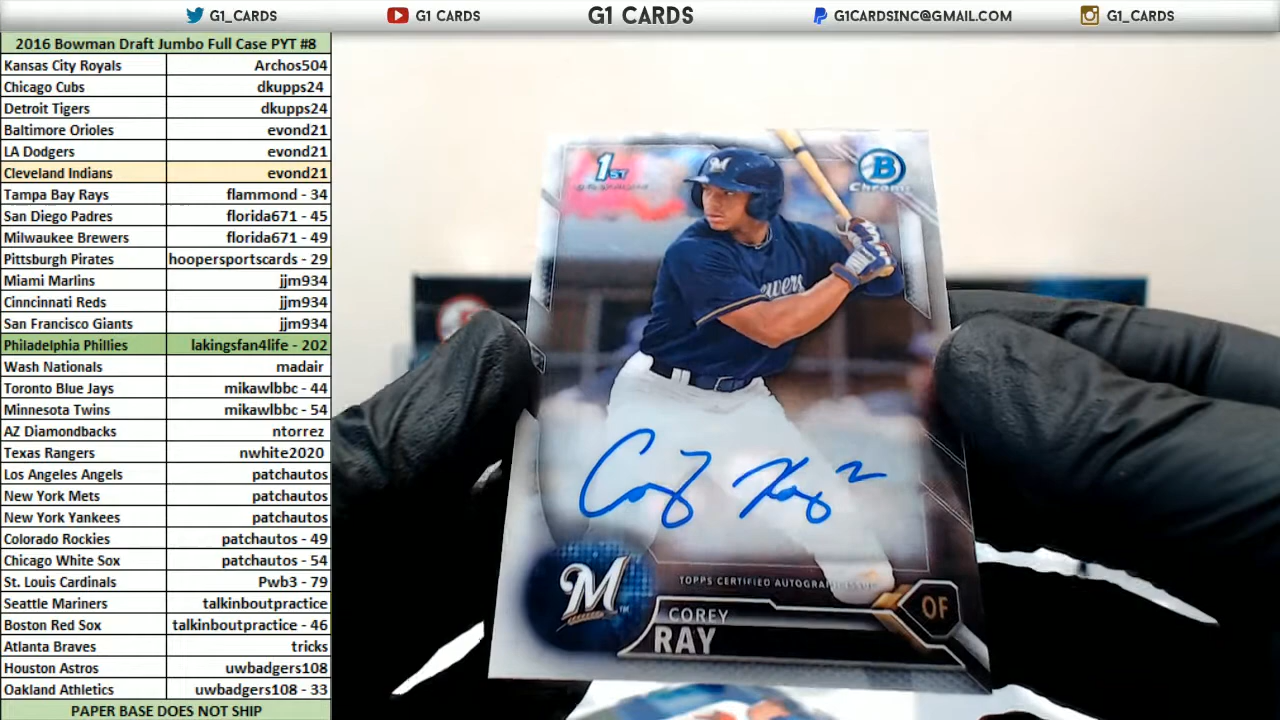 G1_CARDS G1 CARDS G1 CARDS G1CARDSINC@GMAIL.COM G1_CARDS
2016 Bowman Draft Jumbo Full Case PYT #8
Kansas City Royals Archos504
Chicago Cubs dkupps24
Detroit Tigers dkupps24
Baltimore Orioles evond21
LA Dodgers evond21
Cleveland Indians evond21
Tampa Bay Rays flammond - 34
San Diego Padres florida671 - 45
Milwaukee Brewers florida671 - 49
Pittsburgh Pirates hoopersportscards - 29
Miami Marlins jjm934
Cinncinnati Reds jjm934
San Francisco Giants jjm934
Philadelphia Phillies lakingsfan4life - 202
Wash Nationals madair
Toronto Blue Jays mikawlbbc - 44
Minnesota Twins mikawlbbc - 54
AZ Diamondbacks ntorrez
Texas Rangers nwhite2020
Los Angeles Angels patchautos
New York Mets patchautos
New York Yankees patchautos
Colorado Rockies patchautos - 49
Chicago White Sox patchautos - 54
St. Louis Cardinals Pwb3 - 79
Seattle Mariners talkinboutpractice
Boston Red Sox talkinboutpractice - 46
Atlanta Braves tricks
Houston Astros uwbadgers108
Oakland Athletics uwbadgers108 - 33
PAPER BASE DOES NOT SHIP
1ST
B
Chrome
M
Corey Ray 2
TOPPS CERTIFIED AUTOGRAPH ISSUE
M
COREY
RAY
OF